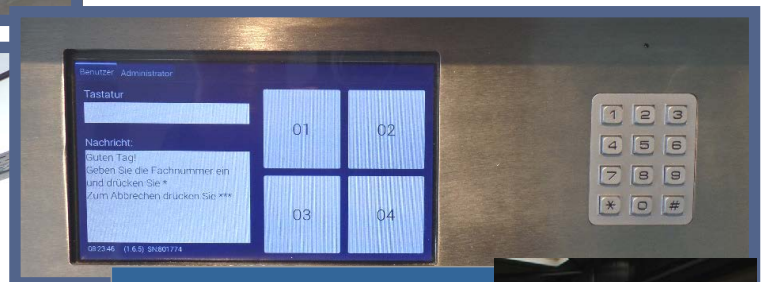 Benutzer Administrator
Tastatur
Nachricht:
Guten Tag!
Geben Sie die Fachnummer ein
und drücken Sie *
Zum Abbrechen drücken Sie ***
08:23:46 (1.6.5) SN801774
01 02
03 04
1 2 3
4 5 6
7 8 9
* 0 #